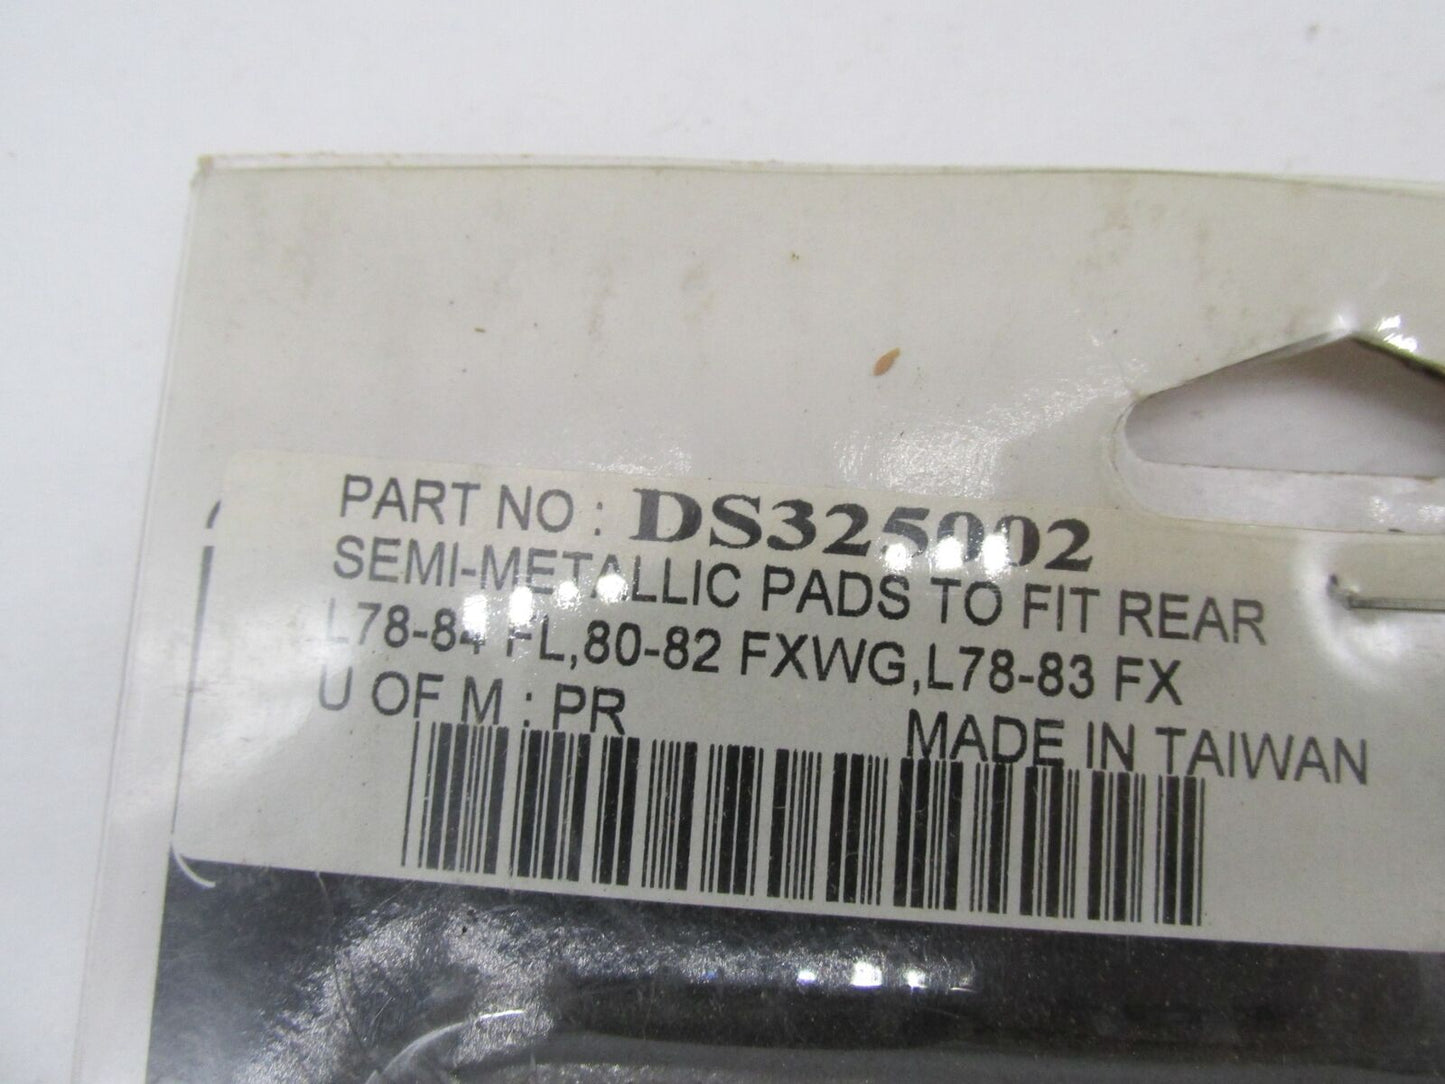 PART NO : DS325002
SEMI-METALLIC PADS TO FIT REAR
L78-84 FL,80-82 FXWG,L78-83 FX
U OF M : PR
MADE IN TAIWAN